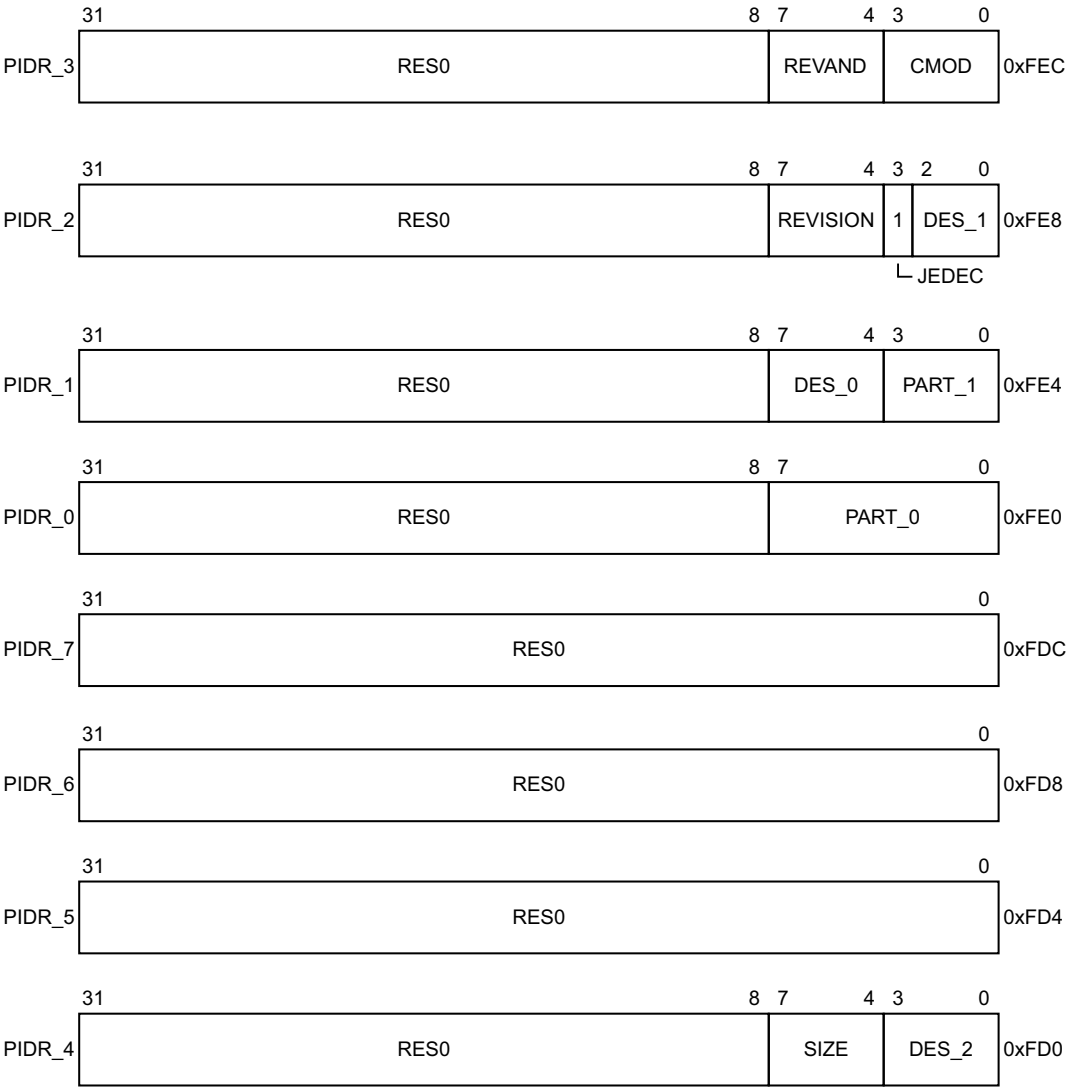 31 8 7 4 3 0
PIDR_3 RES0 REVAND CMOD 0xFEC
31 8 7 4 3 2 0
PIDR_2 RES0 REVISION 1 DES_1 0xFE8
JEDEC
31 8 7 4 3 0
PIDR_1 RES0 DES_0 PART_1 0xFE4
31 8 7 0
PIDR_0 RES0 PART_0 0xFE0
31 0
PIDR_7 RES0 0xFDC
31 0
PIDR_6 RES0 0xFD8
31 0
PIDR_5 RES0 0xFD4
31 8 7 4 3 0
PIDR_4 RES0 SIZE DES_2 0xFD0